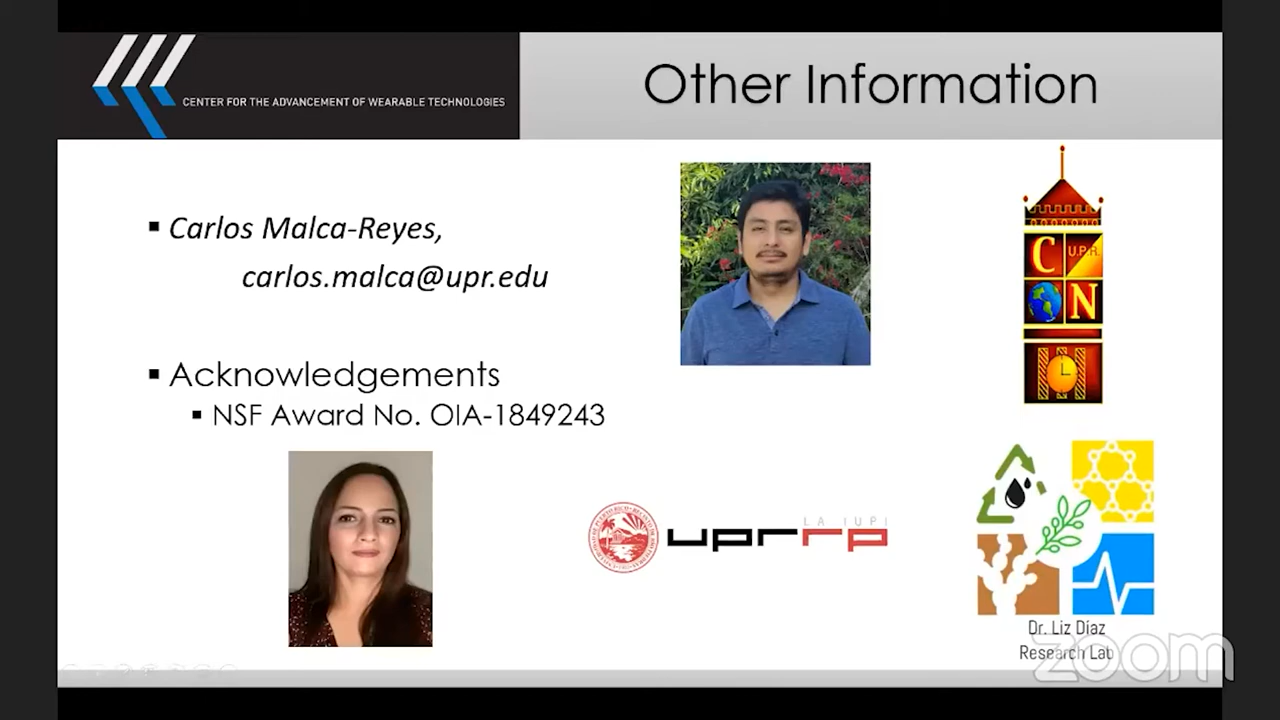 CENTER FOR THE ADVANCEMENT OF WEARABLE TECHNOLOGIES
Other Information
Carlos Malca-Reyes,
carlos.malca@upr.edu
Acknowledgements
NSF Award No. OIA-1849243
C U.P.R.
N
LA IUPI
uprrp
Dr. Liz Díaz
Research Lab
zoom